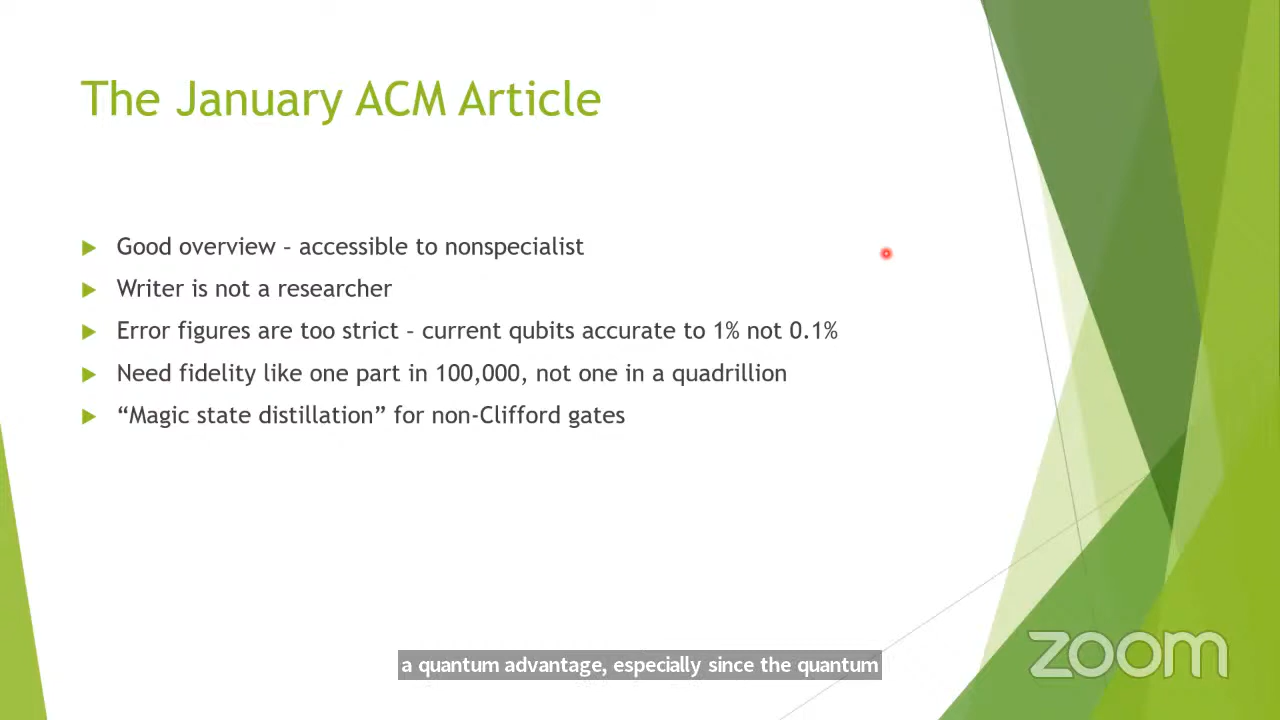 The January ACM Article
Good overview – accessible to nonspecialist
Writer is not a researcher
Error figures are too strict – current qubits accurate to 1% not 0.1%
Need fidelity like one part in 100,000, not one in a quadrillion
“Magic state distillation” for non-Clifford gates
a quantum advantage, especially since the quantum
zoom